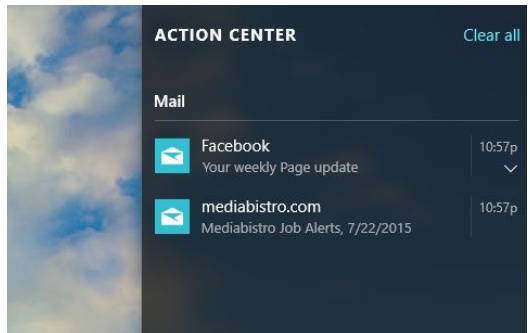 ACTION CENTER Clear all
Mail
Facebook 10:57p
Your weekly Page update
mediabistro.com 10:57p
Mediabistro Job Alerts, 7/22/2015